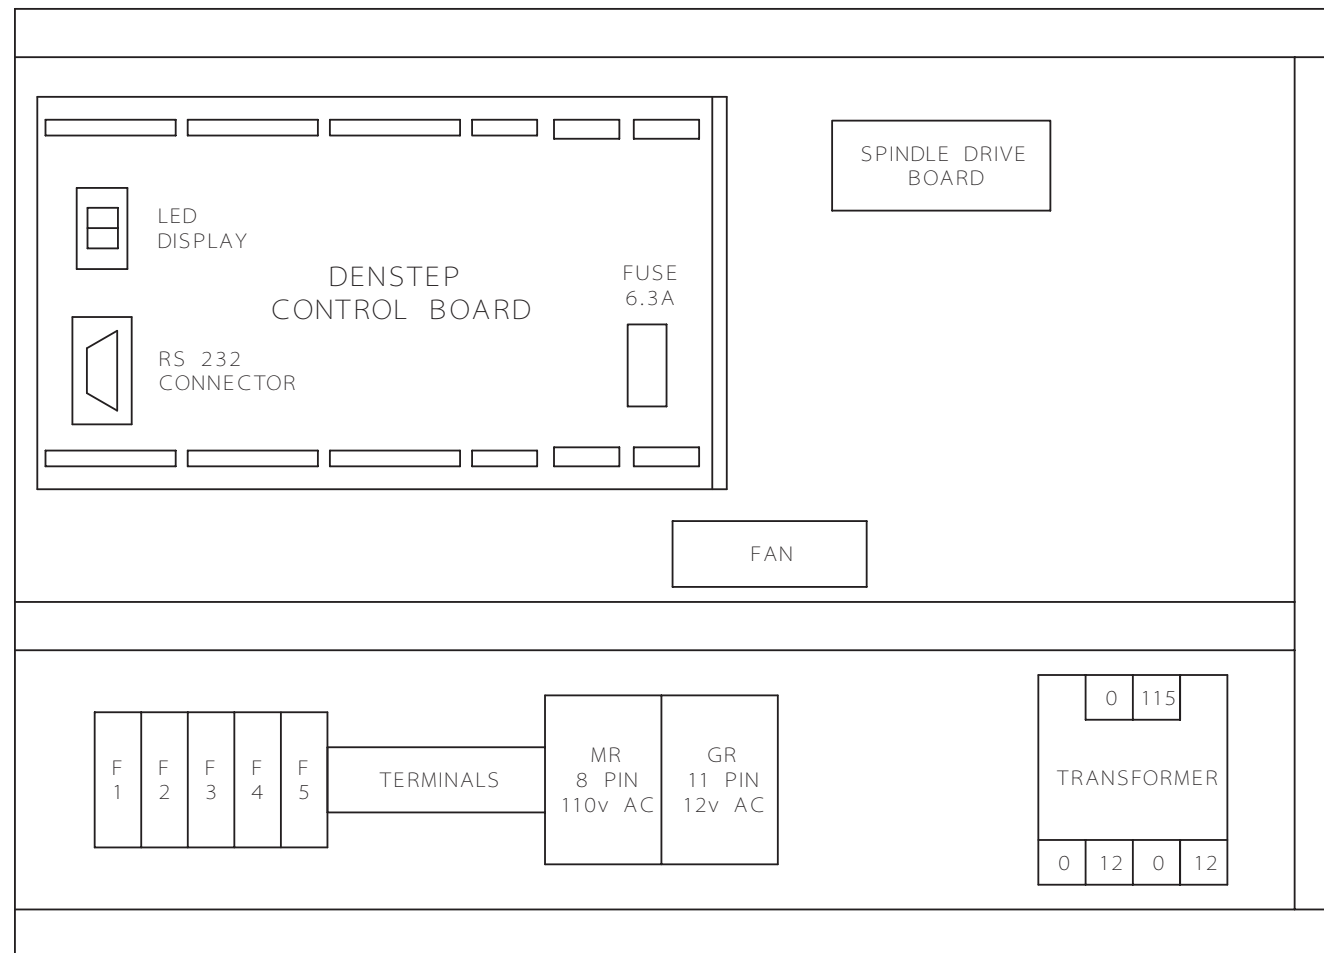 SPINDLE DRIVE
BOARD
LED
DISPLAY
DENSTEP
CONTROL BOARD
FUSE
6.3A
RS 232
CONNECTOR
FAN
F
1
F
2
F
3
F
4
F
5
TERMINALS
MR
8 PIN
110v AC
GR
11 PIN
12v AC
0 115
TRANSFORMER
0 12 0 12